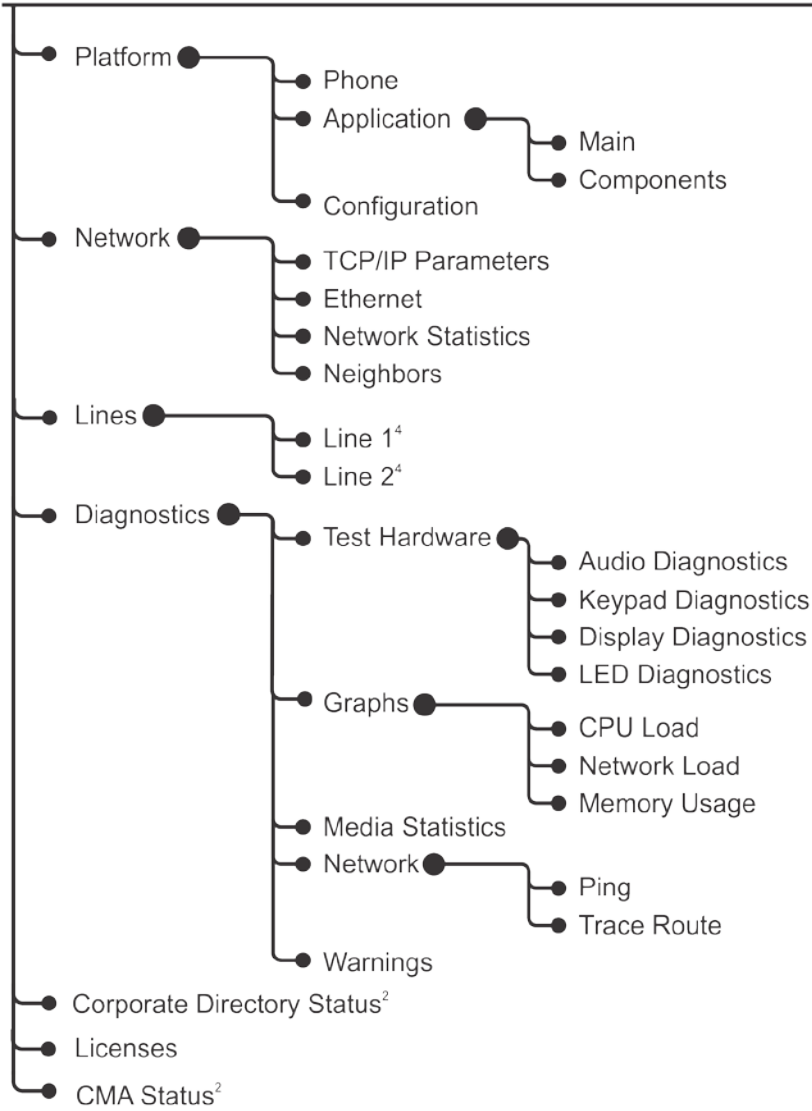 Platform
Phone
Application
Main
Components
Configuration
Network
TCP/IP Parameters
Ethernet
Network Statistics
Neighbors
Lines
Line 1⁴
Line 2⁴
Diagnostics
Test Hardware
Audio Diagnostics
Keypad Diagnostics
Display Diagnostics
LED Diagnostics
Graphs
CPU Load
Network Load
Memory Usage
Media Statistics
Network
Ping
Trace Route
Warnings
Corporate Directory Status²
Licenses
CMA Status²